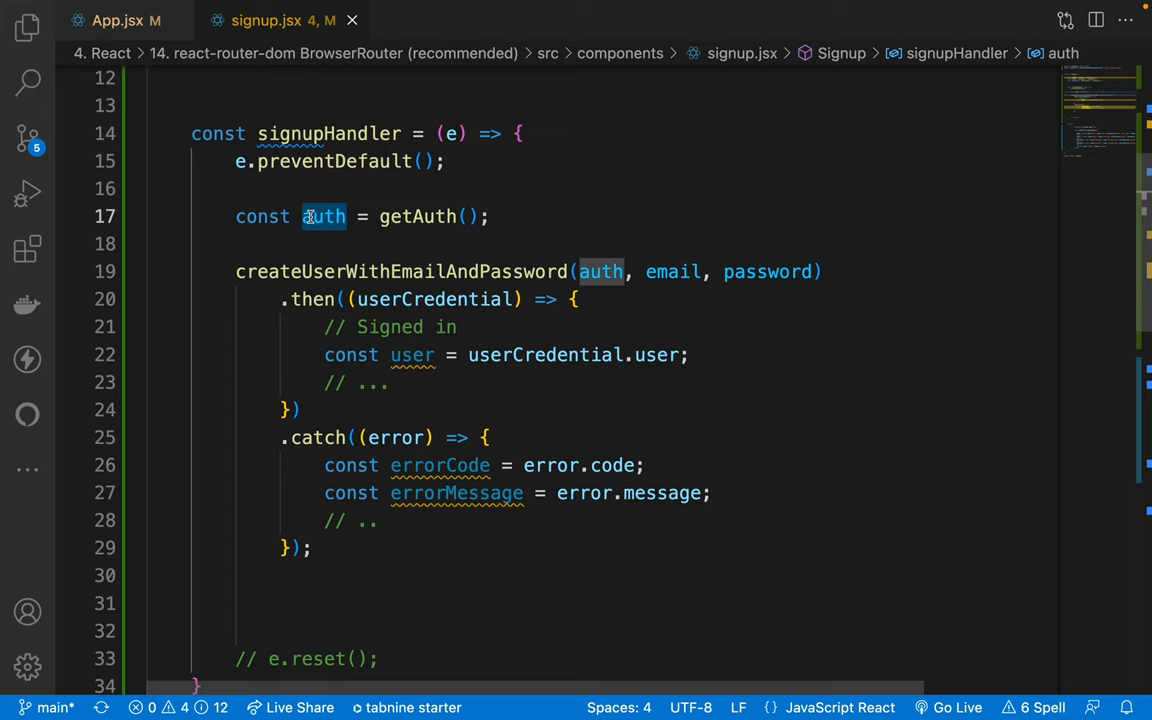 App.jsx M signup.jsx 4, M
4. React > 14. react-router-dom BrowserRouter (recommended) > src > components > signup.jsx > Signup > signupHandler > auth
12
13
14 const signupHandler = (e) => {
15 e.preventDefault();
16
17 const auth = getAuth();
18
19 createUserWithEmailAndPassword(auth, email, password)
20 .then((userCredential) => {
21 // Signed in
22 const user = userCredential.user;
23 // ...
24 })
25 .catch((error) => {
26 const errorCode = error.code;
27 const errorMessage = error.message;
28 // ..
29 });
30
31
32
33 // e.reset();
34 }
5
main* 0 4 12 Live Share tabnine starter Spaces: 4 UTF-8 LF {} JavaScript React Go Live 6 Spell